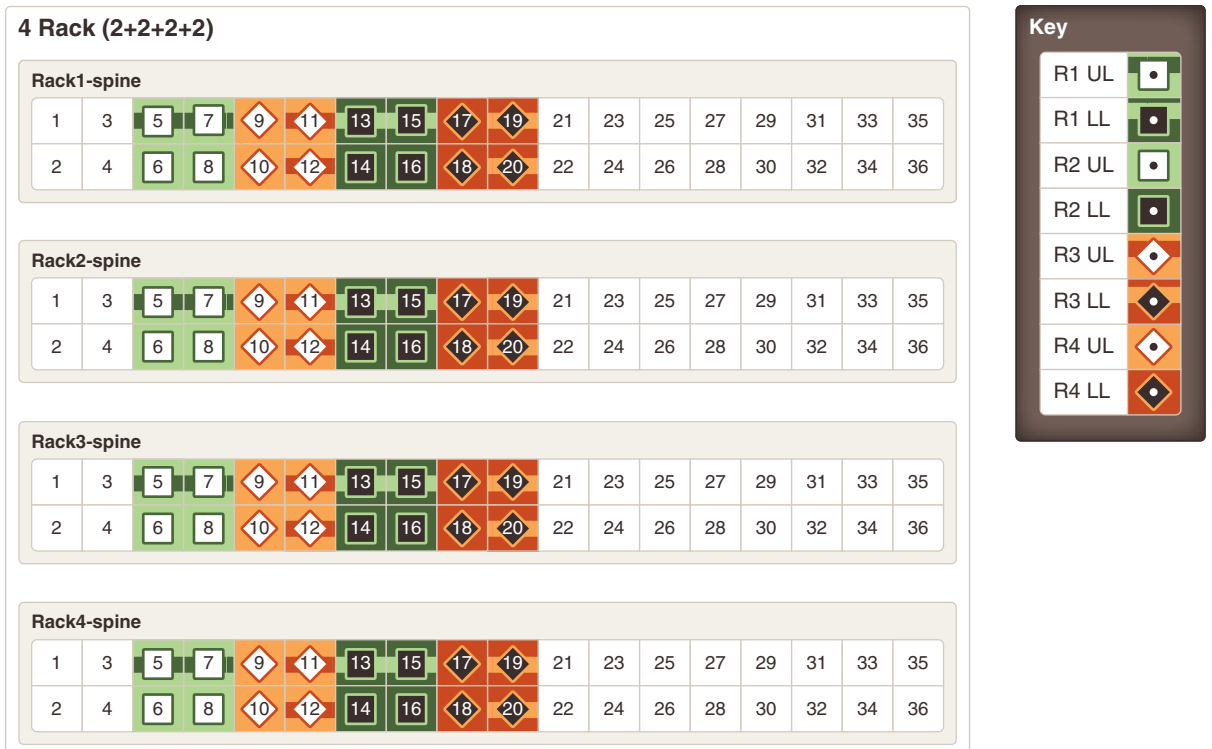 4 Rack (2+2+2+2)
Rack1-spine
1 3 5 7 9 11 13 15 17 19 21 23 25 27 29 31 33 35
2 4 6 8 10 12 14 16 18 20 22 24 26 28 30 32 34 36
Rack2-spine
1 3 5 7 9 11 13 15 17 19 21 23 25 27 29 31 33 35
2 4 6 8 10 12 14 16 18 20 22 24 26 28 30 32 34 36
Rack3-spine
1 3 5 7 9 11 13 15 17 19 21 23 25 27 29 31 33 35
2 4 6 8 10 12 14 16 18 20 22 24 26 28 30 32 34 36
Rack4-spine
1 3 5 7 9 11 13 15 17 19 21 23 25 27 29 31 33 35
2 4 6 8 10 12 14 16 18 20 22 24 26 28 30 32 34 36
Key
R1 UL
R1 LL
R2 UL
R2 LL
R3 UL
R3 LL
R4 UL
R4 LL